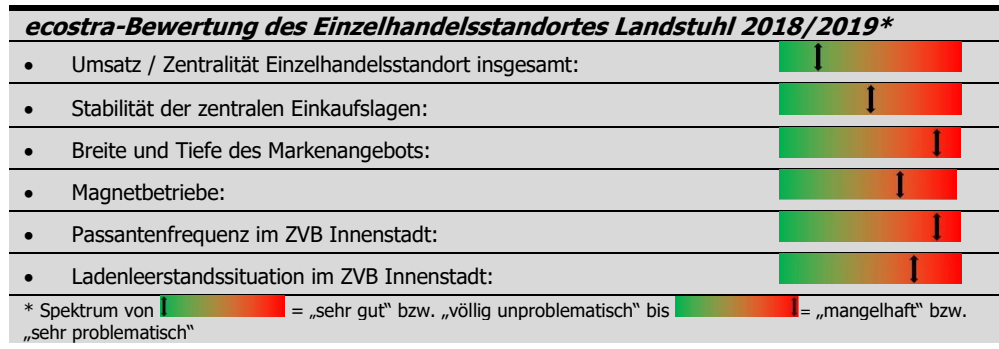 ecostra-Bewertung des Einzelhandelsstandortes Landstuhl 2018/2019*
• Umsatz / Zentralität Einzelhandelsstandort insgesamt:
• Stabilität der zentralen Einkaufslagen:
• Breite und Tiefe des Markenangebots:
• Magnetbetriebe:
• Passantenfrequenz im ZVB Innenstadt:
• Ladenleerstandssituation im ZVB Innenstadt:
* Spektrum von = „sehr gut“ bzw. „völlig unproblematisch“ bis = „mangelhaft“ bzw.
„sehr problematisch“